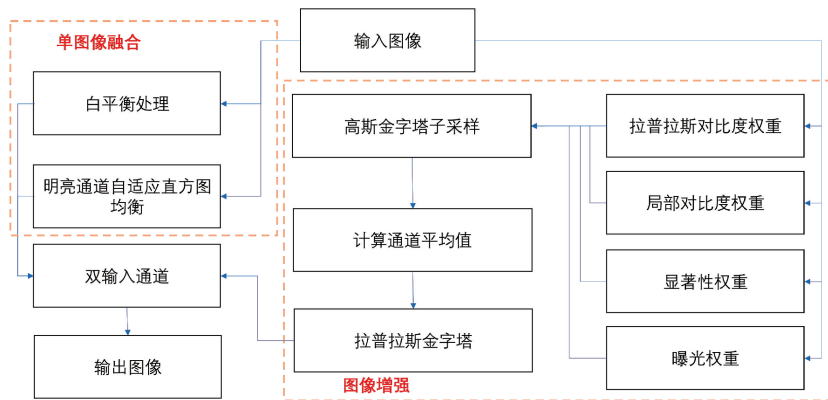 单图像融合
输入图像
白平衡处理
高斯金字塔子采样
拉普拉斯对比度权重
明亮通道自适应直方图
均衡
局部对比度权重
计算通道平均值
双输入通道
显著性权重
拉普拉斯金字塔
输出图像
曝光权重
图像增强